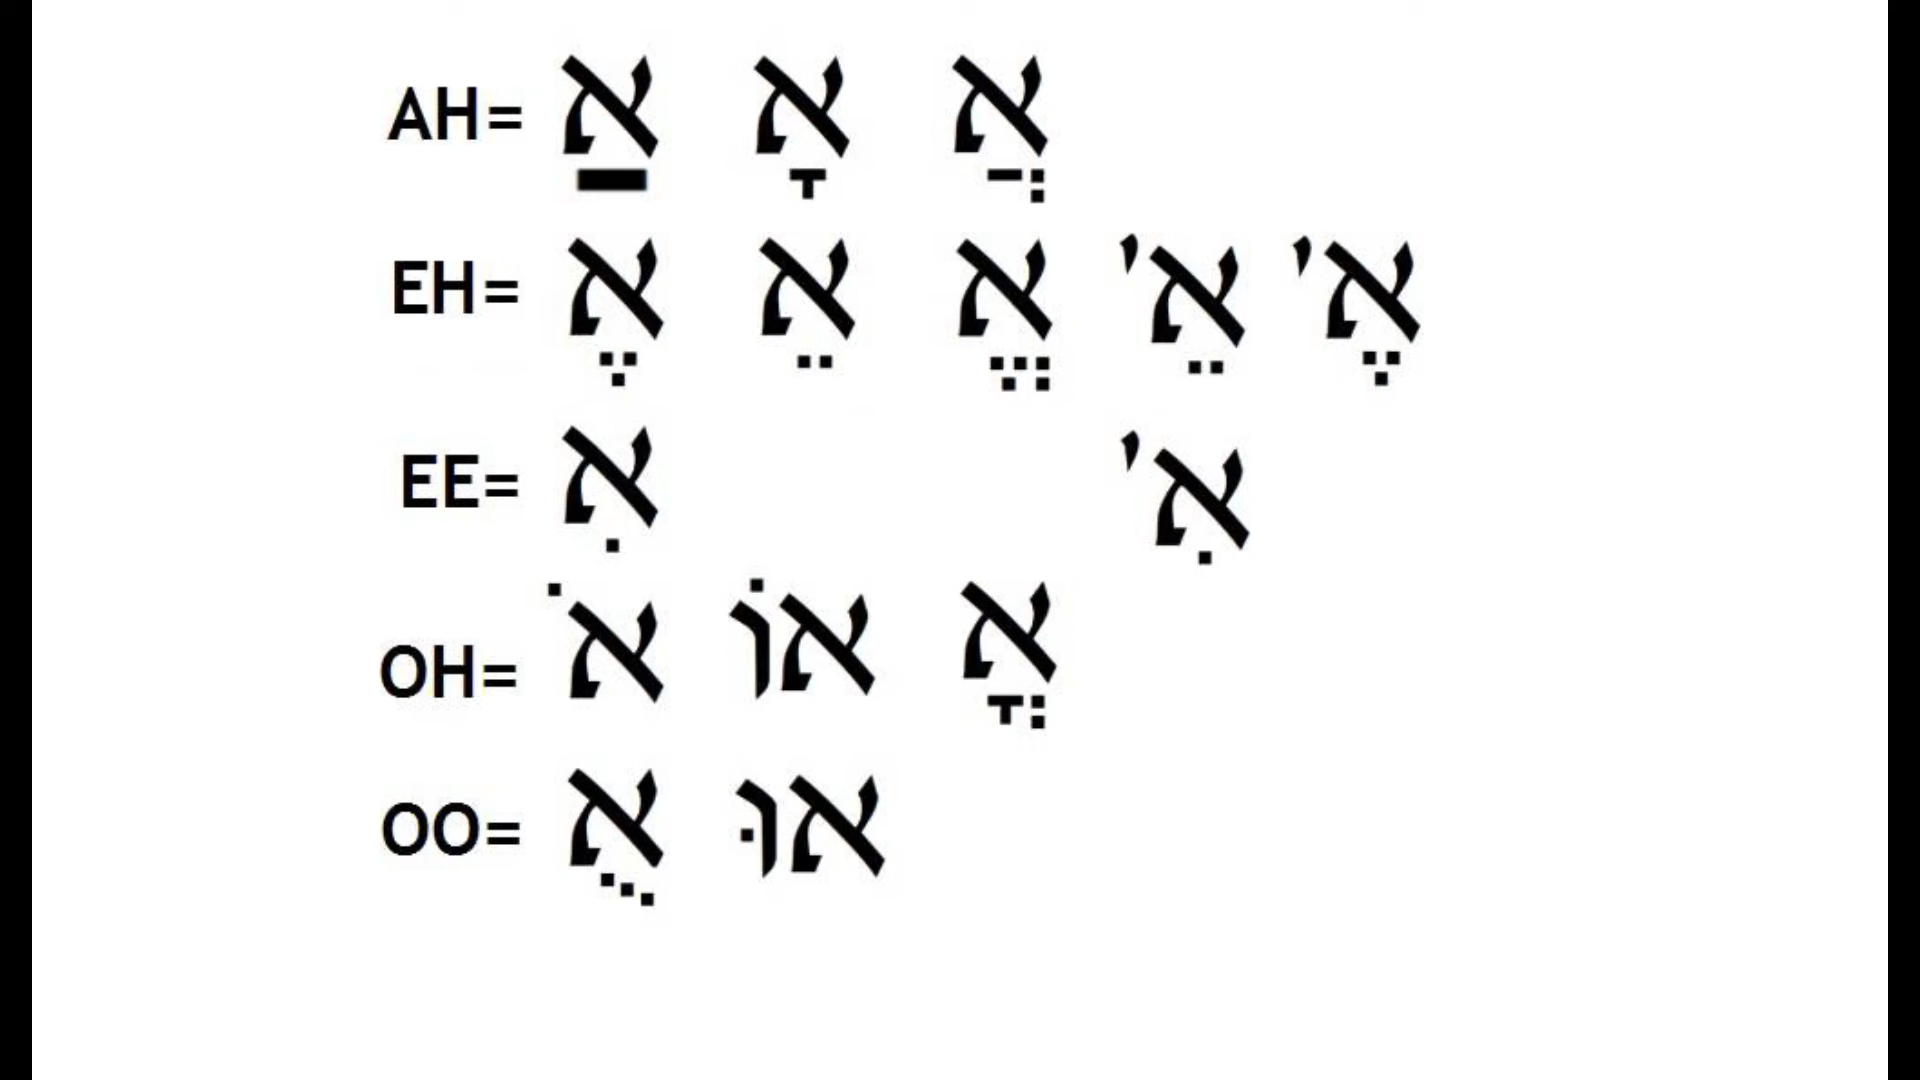 AH= אַ אָ אֲ
EH= אֶ אֵ אֱ אֵי אֶי
EE= אִ אִי
OH= אֹ אוֹ אֳ
OO= אֻ אוּ